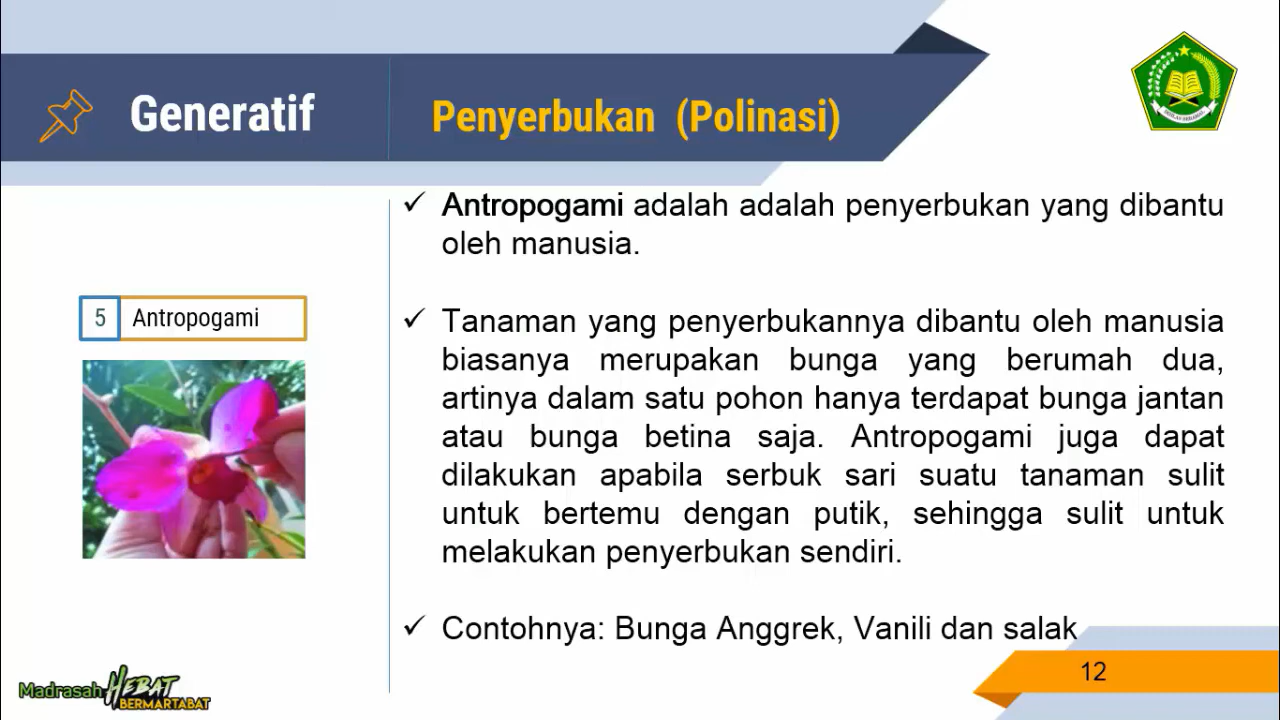 Generatif
Penyerbukan (Polinasi)
Antropogami adalah adalah penyerbukan yang dibantu
oleh manusia.
5 Antropogami
Tanaman yang penyerbukannya dibantu oleh manusia
biasanya merupakan bunga yang berumah dua,
artinya dalam satu pohon hanya terdapat bunga jantan
atau bunga betina saja. Antropogami juga dapat
dilakukan apabila serbuk sari suatu tanaman sulit
untuk bertemu dengan putik, sehingga sulit untuk
melakukan penyerbukan sendiri.
Contohnya: Bunga Anggrek, Vanili dan salak
12
Madrasah HEBAT
BERMARTABAT